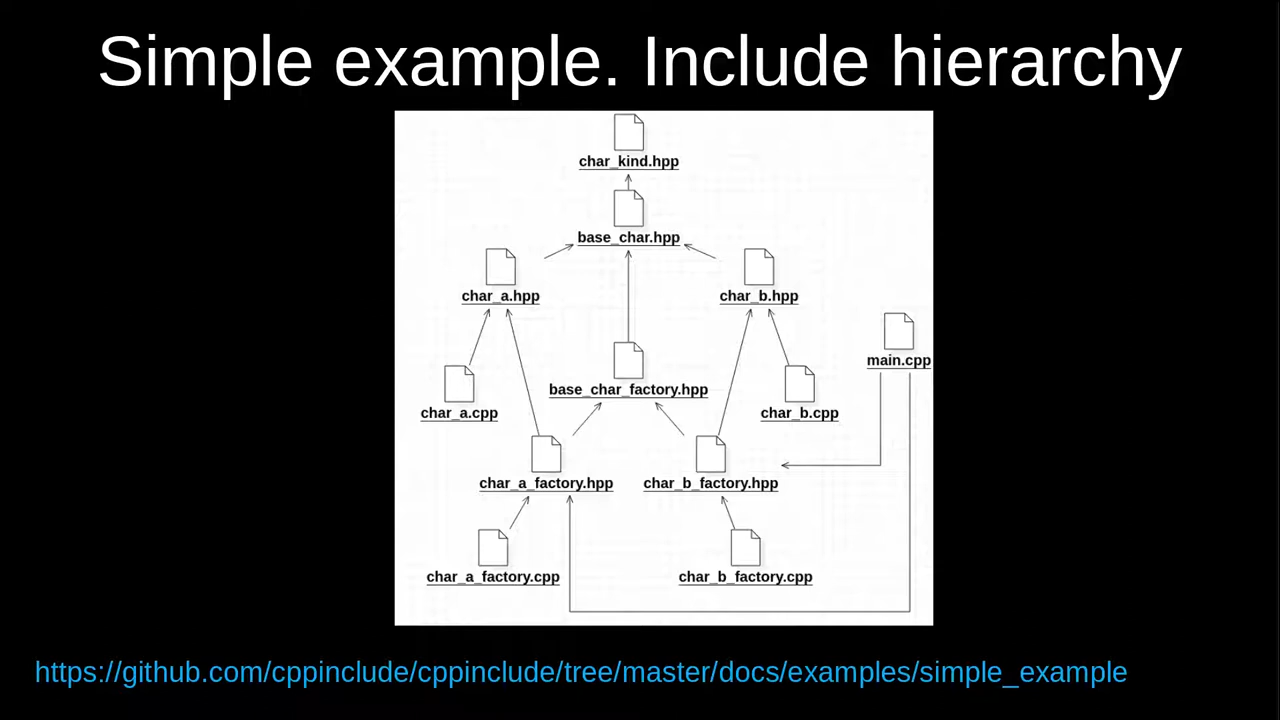 Simple example. Include hierarchy
char_kind.hpp
base_char.hpp
char_a.hpp
char_b.hpp
main.cpp
base_char_factory.hpp
char_a.cpp
char_b.cpp
char_a_factory.hpp
char_b_factory.hpp
char_a_factory.cpp
char_b_factory.cpp
https://github.com/cppinclude/cppinclude/tree/master/docs/examples/simple_example